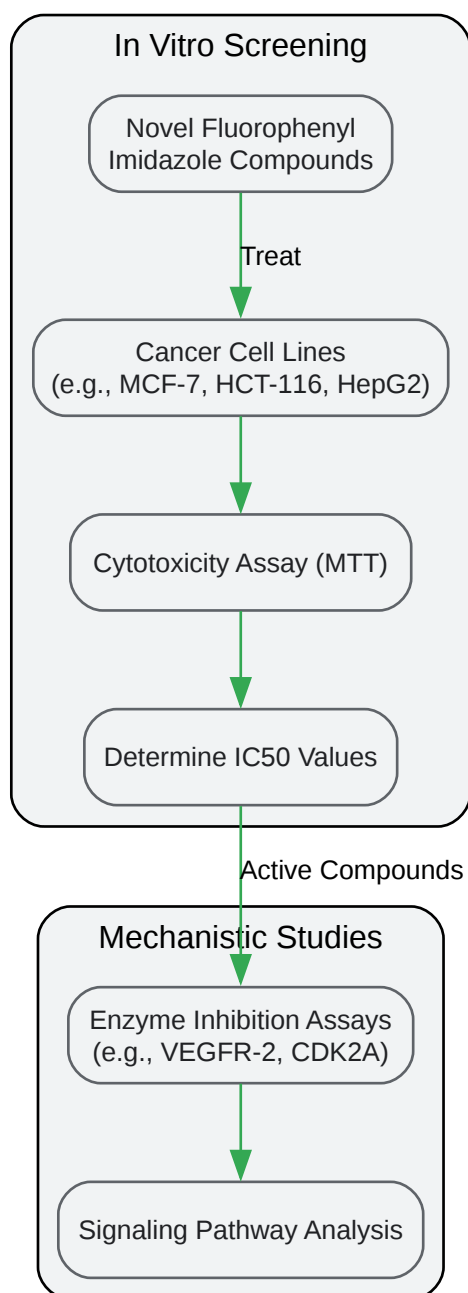 In Vitro Screening
Novel Fluorophenyl
Imidazole Compounds
Treat
Cancer Cell Lines
(e.g., MCF-7, HCT-116, HepG2)
Cytotoxicity Assay (MTT)
Determine IC50 Values
Active Compounds
Mechanistic Studies
Enzyme Inhibition Assays
(e.g., VEGFR-2, CDK2A)
Signaling Pathway Analysis